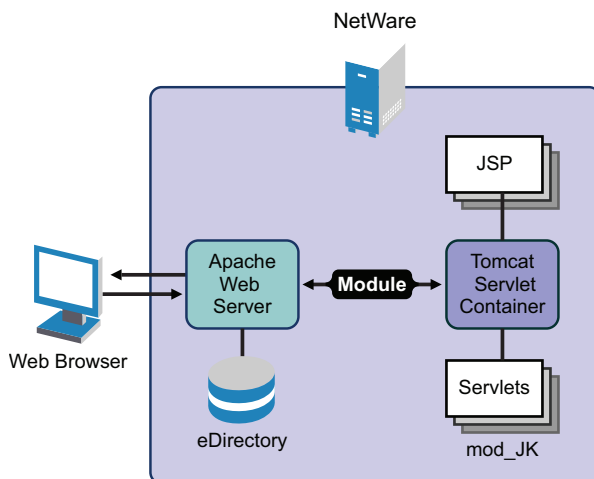 NetWare
JSP
Apache
Web
Server
Module
Tomcat
Servlet
Container
Web Browser
eDirectory
Servlets
mod_JK